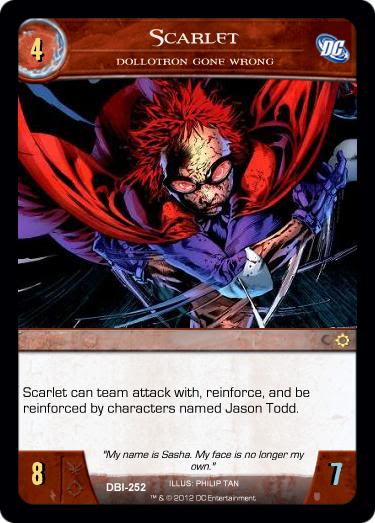 4
SCARLET
DC
DOLLOTRON GONE WRONG
Scarlet can team attack with, reinforce, and be
reinforced by characters named Jason Todd.
"My name is Sasha. My face is no longer my
own."
8
DBI-252
ILLUS: PHILIP TAN
7
™ & © 2012 DC Entertainment